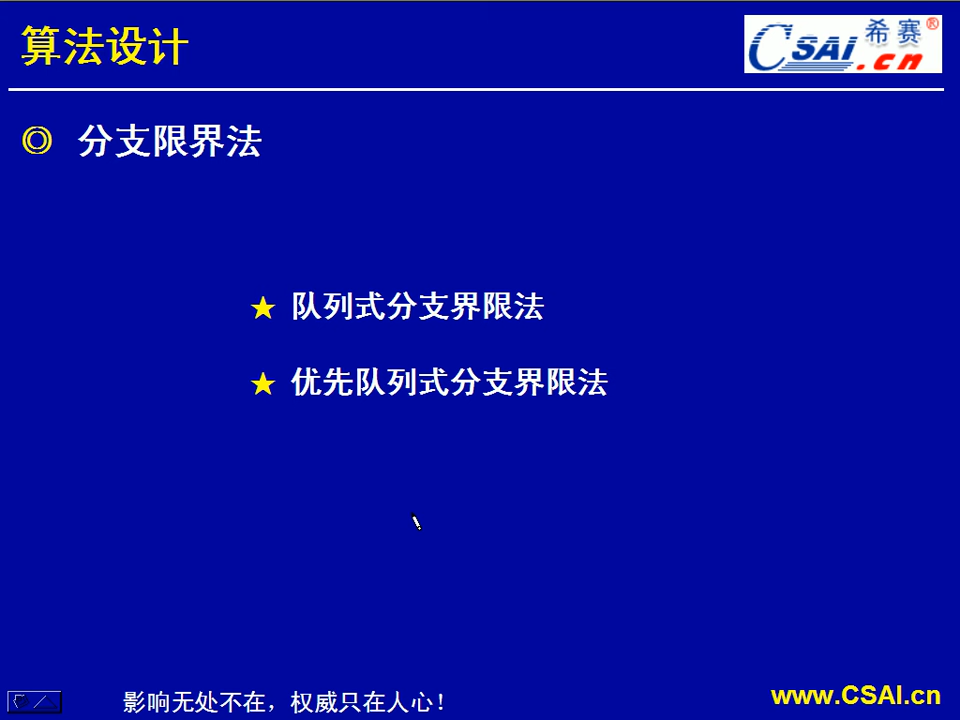 算法设计
CSAI 希赛®
.cn
◎ 分支限界法
★ 队列式分支界限法
★ 优先队列式分支界限法
影响无处不在，权威只在人心！
www.CSAI.cn